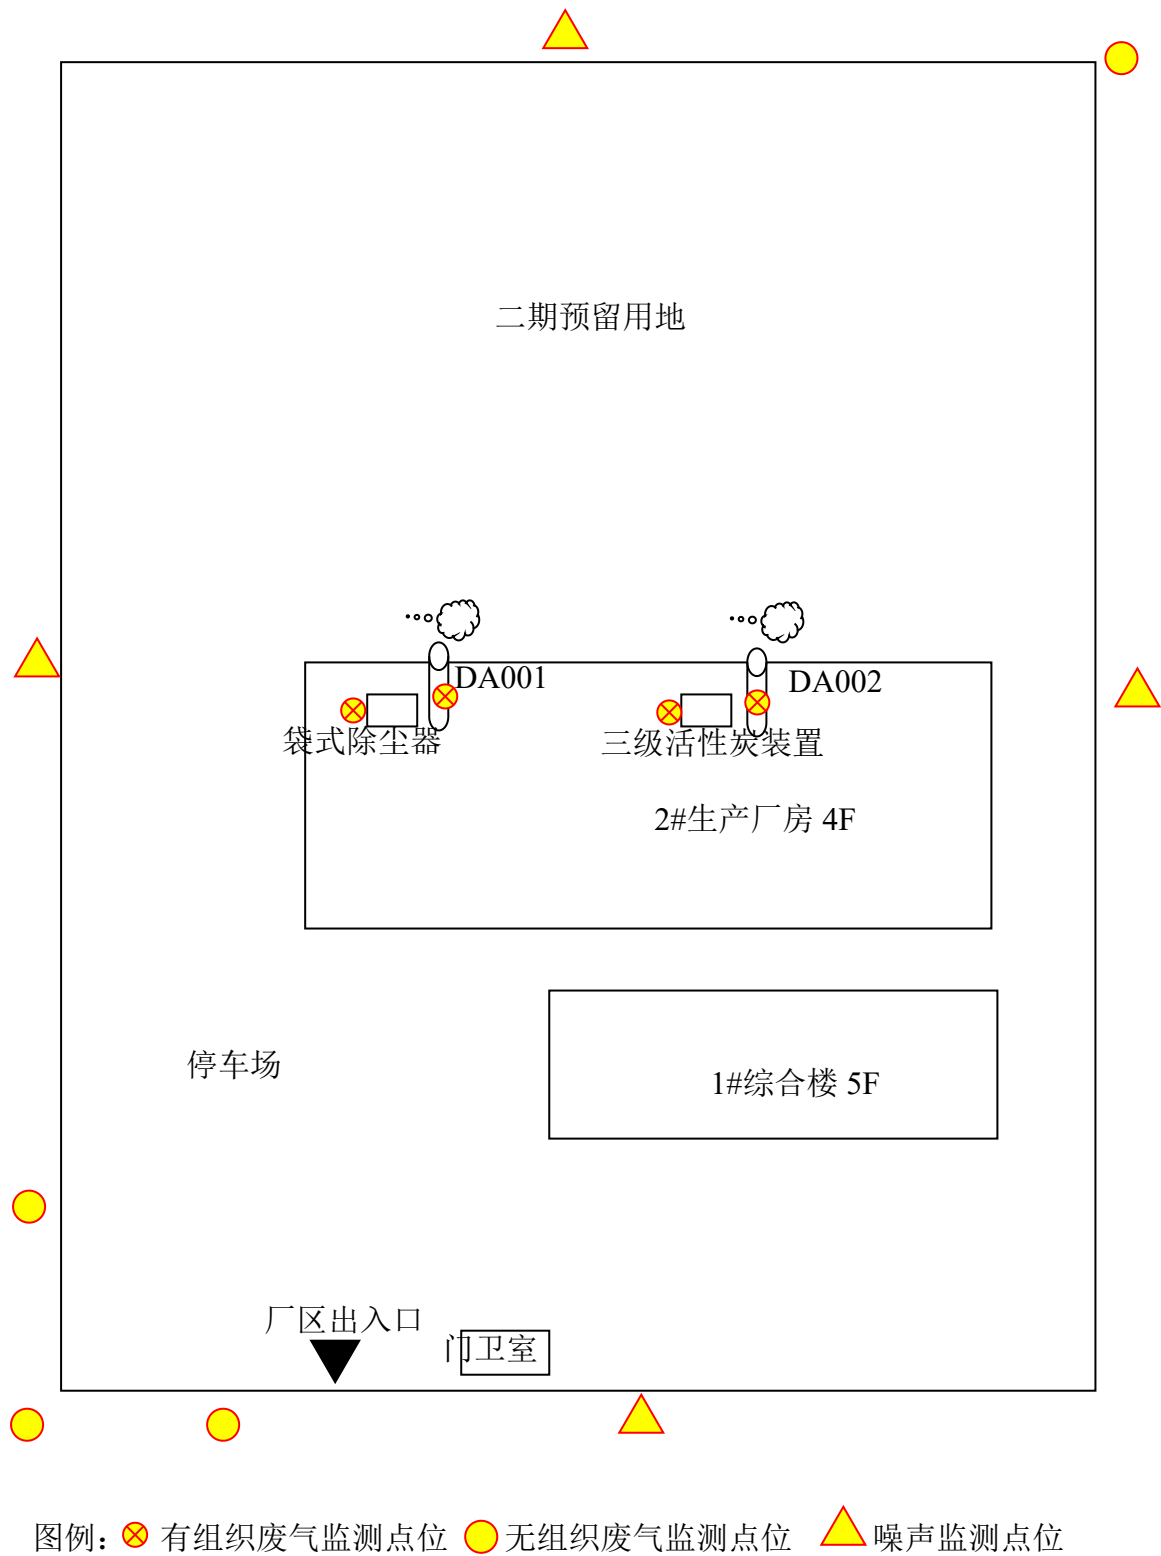 二期预留用地
DA001
DA002
袋式除尘器
三级活性炭装置
2#生产厂房 4F
停车场
1#综合楼 5F
厂区出入口
门卫室
图例： 有组织废气监测点位 无组织废气监测点位 噪声监测点位